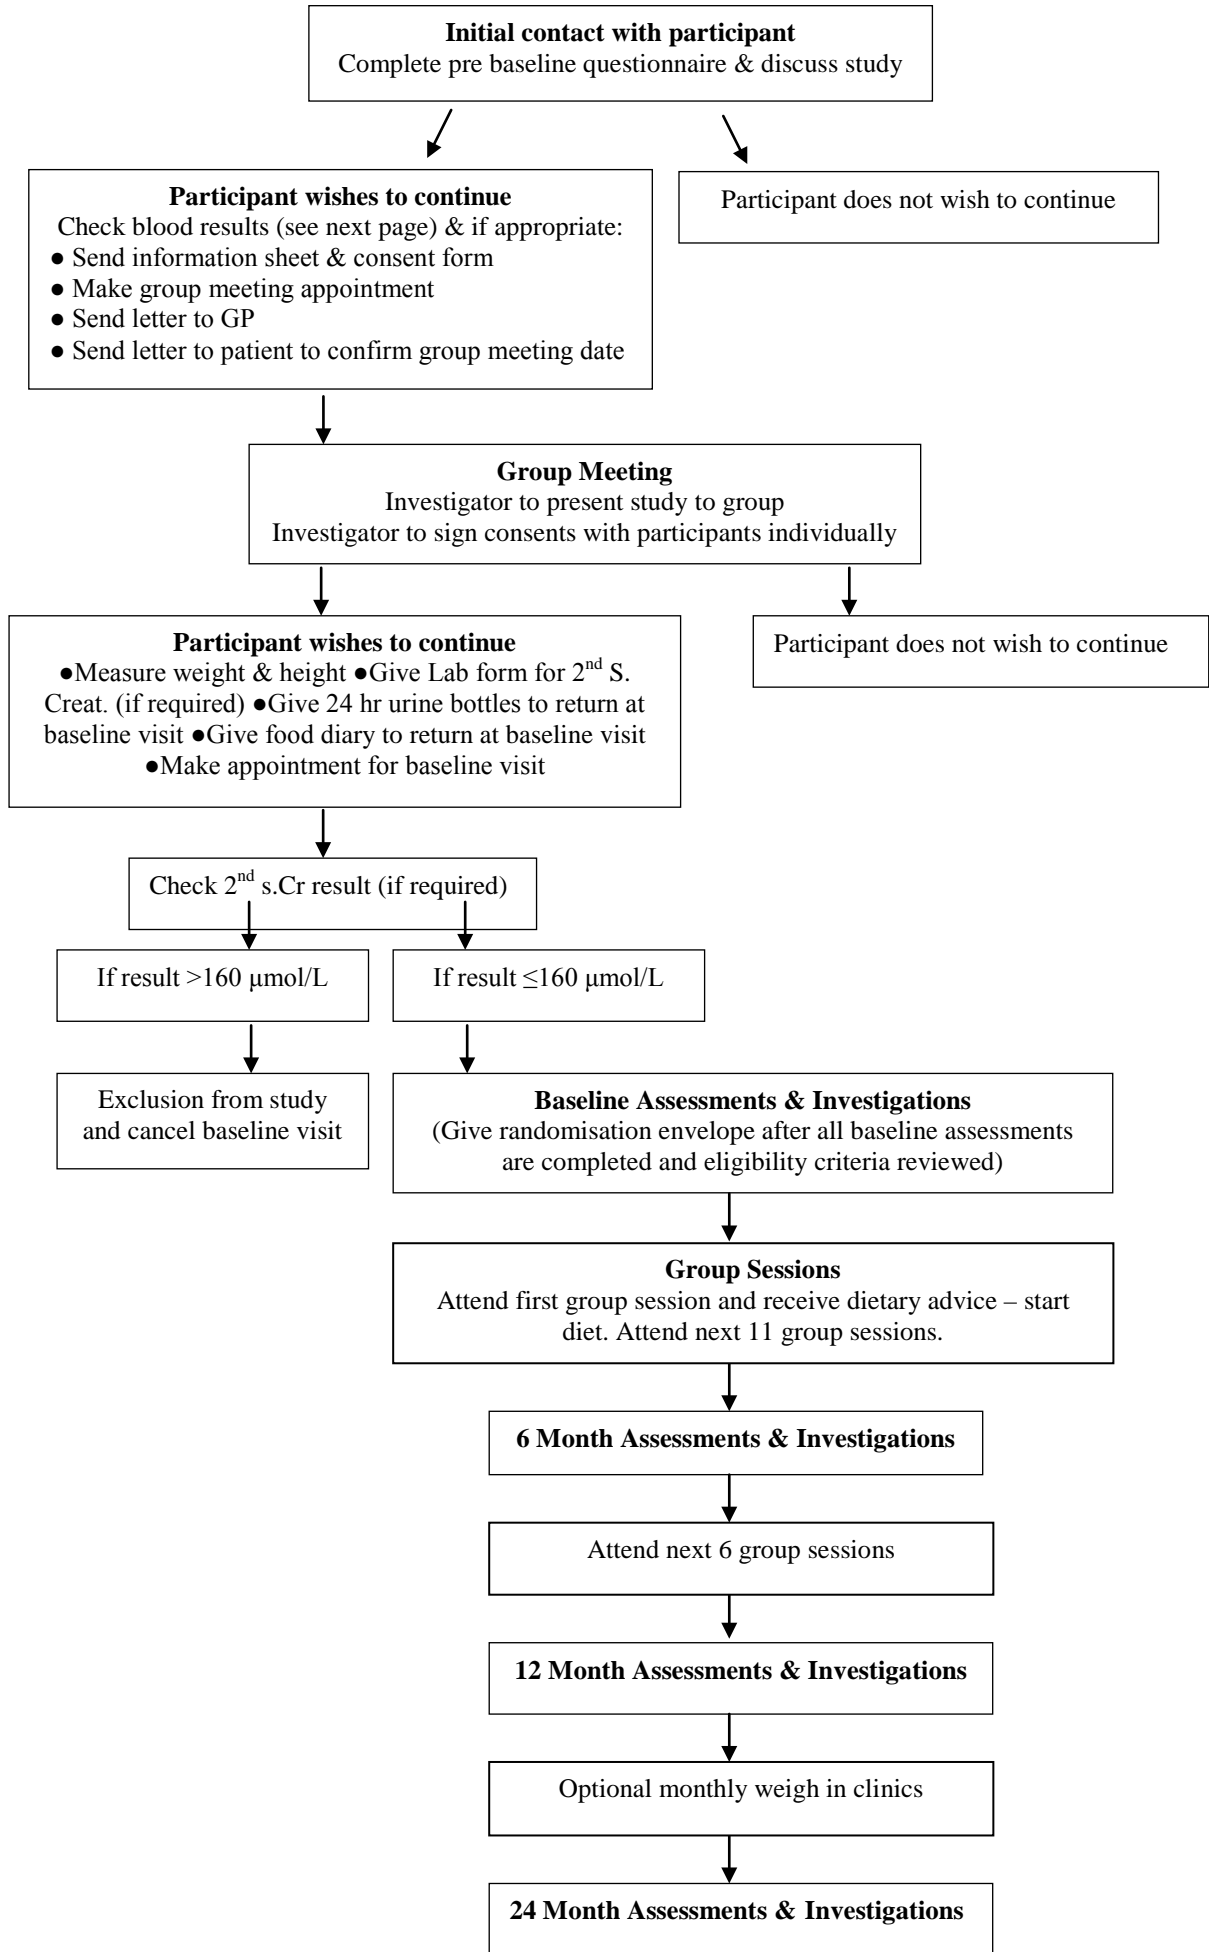 Initial contact with participant
Complete pre baseline questionnaire & discuss study
Participant wishes to continue
Check blood results (see next page) & if appropriate:
● Send information sheet & consent form
● Make group meeting appointment
● Send letter to GP
● Send letter to patient to confirm group meeting date
Participant does not wish to continue
Group Meeting
Investigator to present study to group
Investigator to sign consents with participants individually
Participant wishes to continue
●Measure weight & height ●Give Lab form for 2nd S.
Creat. (if required) ●Give 24 hr urine bottles to return at
baseline visit ●Give food diary to return at baseline visit
●Make appointment for baseline visit
Participant does not wish to continue
Check 2nd s.Cr result (if required)
If result >160 μmol/L
If result ≤160 μmol/L
Exclusion from study
and cancel baseline visit
Baseline Assessments & Investigations
(Give randomisation envelope after all baseline assessments
are completed and eligibility criteria reviewed)
Group Sessions
Attend first group session and receive dietary advice – start
diet. Attend next 11 group sessions.
6 Month Assessments & Investigations
Attend next 6 group sessions
12 Month Assessments & Investigations
Optional monthly weigh in clinics
24 Month Assessments & Investigations